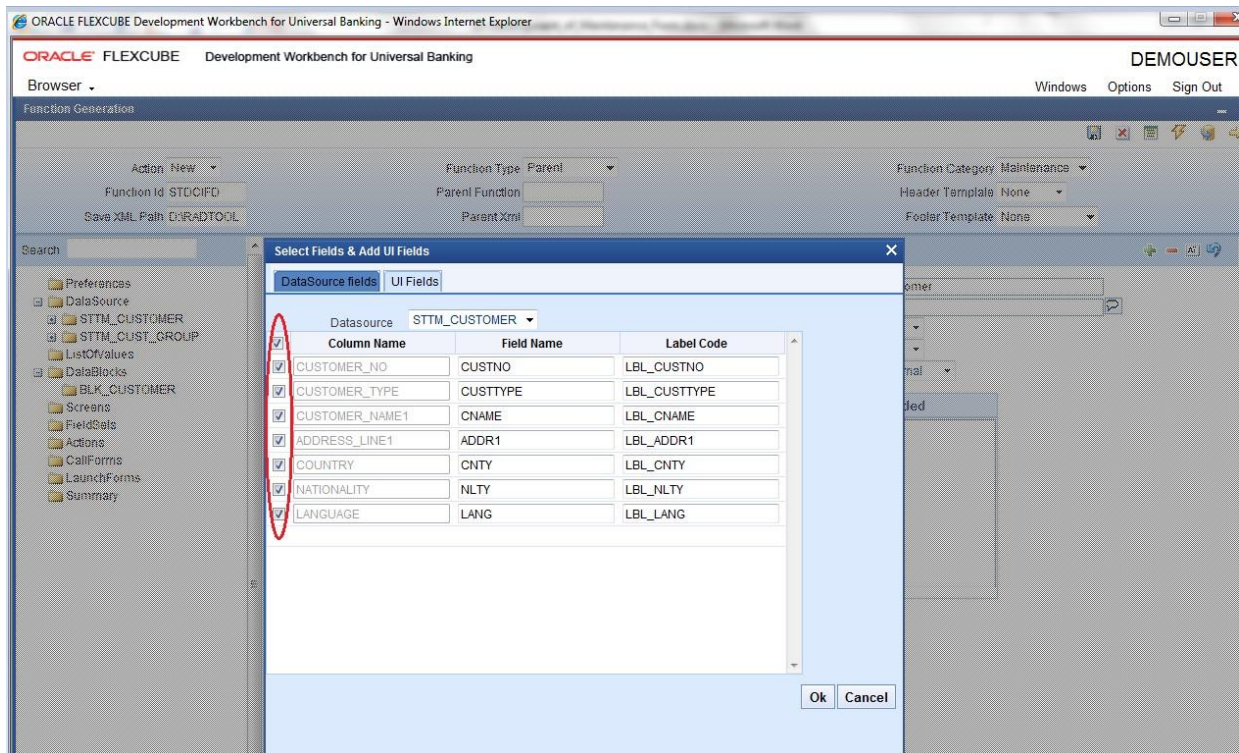 ORACLE FLEXCUBE Development Workbench for Universal Banking - Windows Internet Explorer
ORACLE FLEXCUBE Development Workbench for Universal Banking DEMOUSER
Browser Windows Options Sign Out
Function Generation
Action New Function Type Parent Function Category Maintenance
Function Id STDCIFD Parent Function Header Template None
Save XML Path D:\RADTOOL Parent Xml Footer Template None
Search
Preferences
DataSource
STTM_CUSTOMER
STTM_CUST_GROUP
ListOfValues
DataBlocks
BLK_CUSTOMER
Screens
FieldSets
Actions
CallForms
LaunchForms
Summary
Select Fields & Add UI Fields
DataSource fields UI Fields
Datasource STTM_CUSTOMER
Column Name Field Name Label Code
CUSTOMER_NO CUSTNO LBL_CUSTNO
CUSTOMER_TYPE CUSTTYPE LBL_CUSTTYPE
CUSTOMER_NAME1 CNAME LBL_CNAME
ADDRESS_LINE1 ADDR1 LBL_ADDR1
COUNTRY CNTY LBL_CNTY
NATIONALITY NLTY LBL_NLTY
LANGUAGE LANG LBL_LANG
Ok Cancel
omer
nal
ded